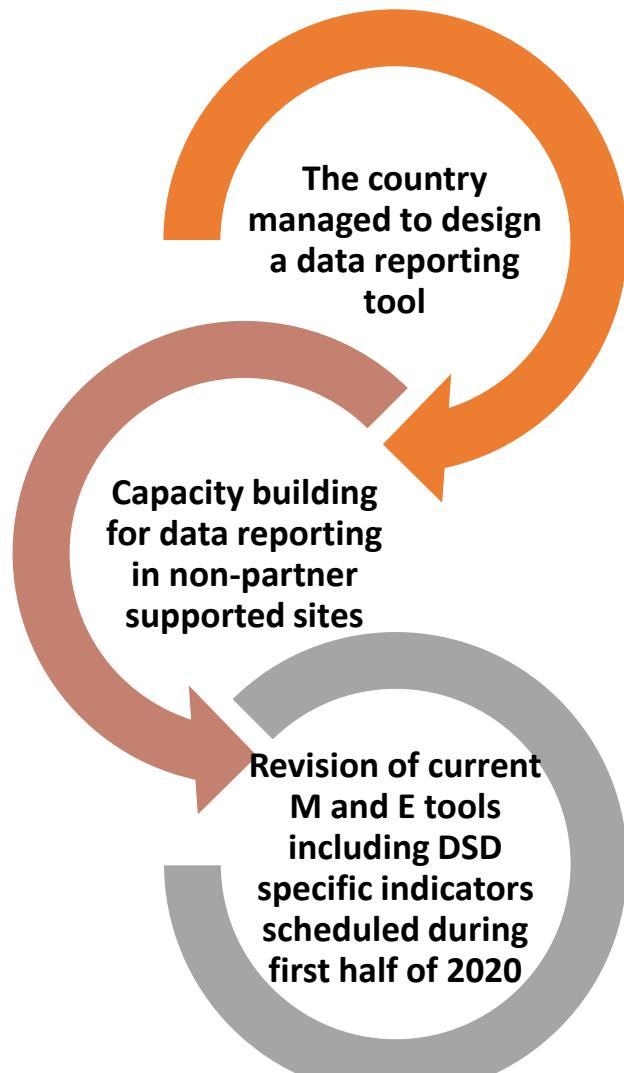 The country
managed to design
a data reporting
tool
Capacity building
for data reporting
in non-partner
supported sites
Revision of current
M and E tools
including DSD
specific indicators
scheduled during
first half of 2020